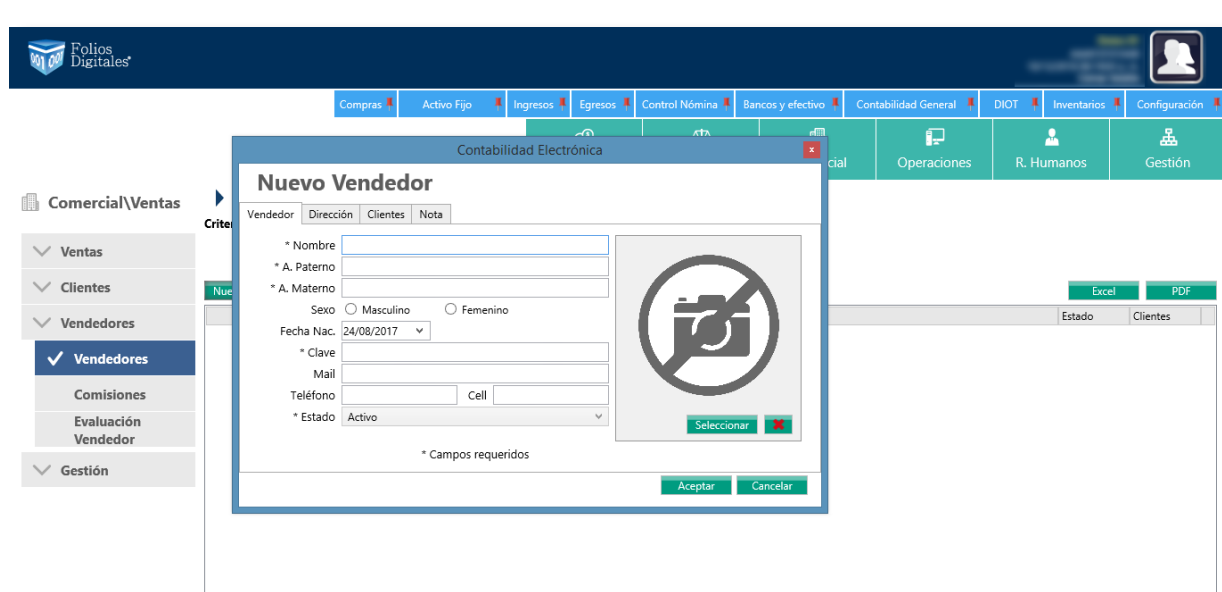 Folios
Digitales
Compras Activo Fijo Ingresos Egresos Control Nómina Bancos y efectivo Contabilidad General DIOT Inventarios Configuración
Operaciones R. Humanos Gestión
Contabilidad Electrónica
x
Nuevo Vendedor
Vendedor Dirección Clientes Nota
* Nombre
* A. Paterno
* A. Materno
Sexo Masculino Femenino
Fecha Nac. 24/08/2017
* Clave
Mail
Teléfono Cell
* Estado Activo
Seleccionar
* Campos requeridos
Aceptar Cancelar
Comercial\Ventas
Ventas
Clientes
Vendedores
Vendedores
Comisiones
Evaluación
Vendedor
Gestión
Excel PDF
Estado Clientes